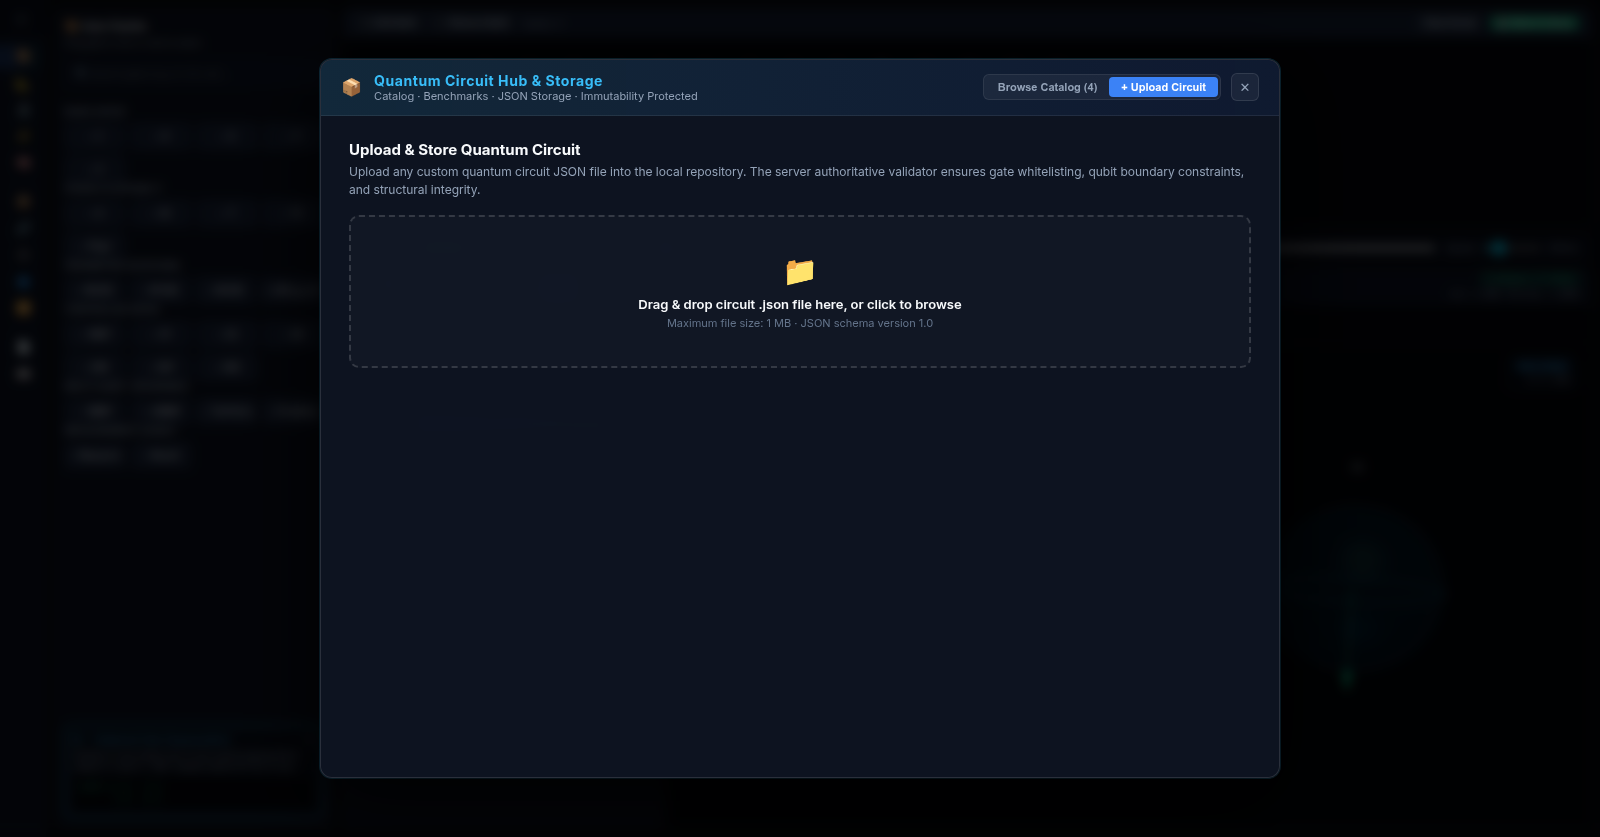 Quantum Circuit Hub & Storage
Catalog · Benchmarks · JSON Storage · Immutability Protected
Browse Catalog (4)
+ Upload Circuit
✕
Upload & Store Quantum Circuit
Upload any custom quantum circuit JSON file into the local repository. The server authoritative validator ensures gate whitelisting, qubit boundary constraints,
and structural integrity.
Drag & drop circuit .json file here, or click to browse
Maximum file size: 1 MB · JSON schema version 1.0